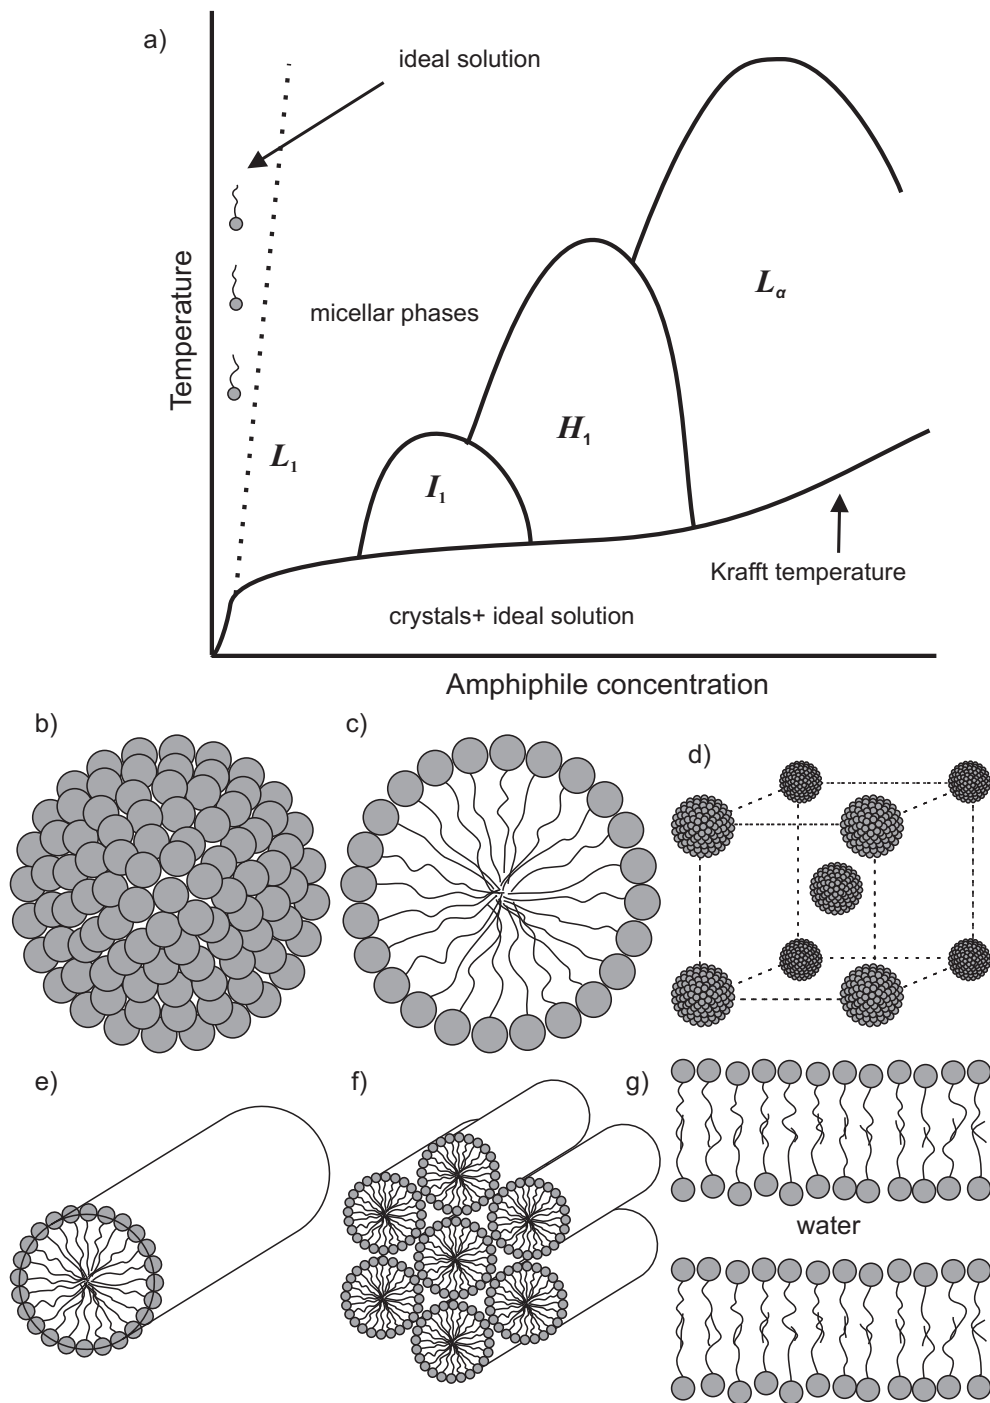 a)
ideal solution
Temperature
micellar phases
L₁
I₁
H₁
Lα
Krafft temperature
crystals+ ideal solution
Amphiphile concentration
b)
c)
d)
e)
f)
g)
water